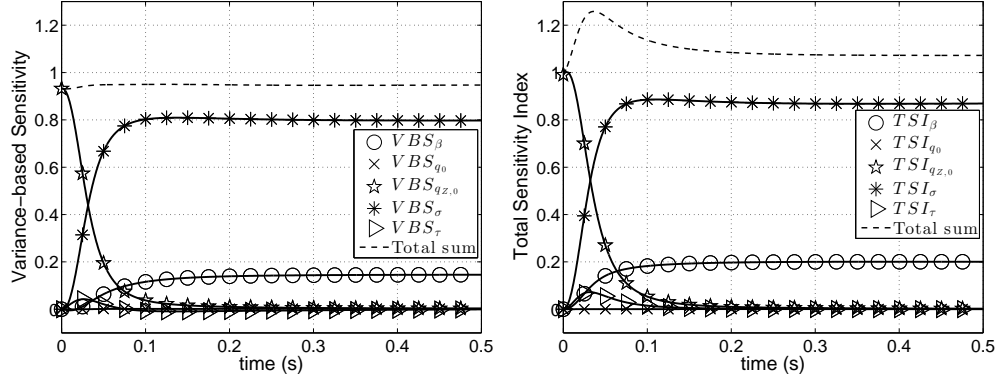 Variance−based Sensitivity
1.2
1
0.8
0.6
0.4
0.2
0
0
0.1
0.2
0.3
0.4
0.5
time (s)
VBS_β
VBS_{q_0}
VBS_{q_{Z,0}}
VBS_σ
VBS_τ
Total sum
Total Sensitivity Index
1.2
1
0.8
0.6
0.4
0.2
0
0
0.1
0.2
0.3
0.4
0.5
time (s)
TSI_β
TSI_{q_0}
TSI_{q_{Z,0}}
TSI_σ
TSI_τ
Total sum